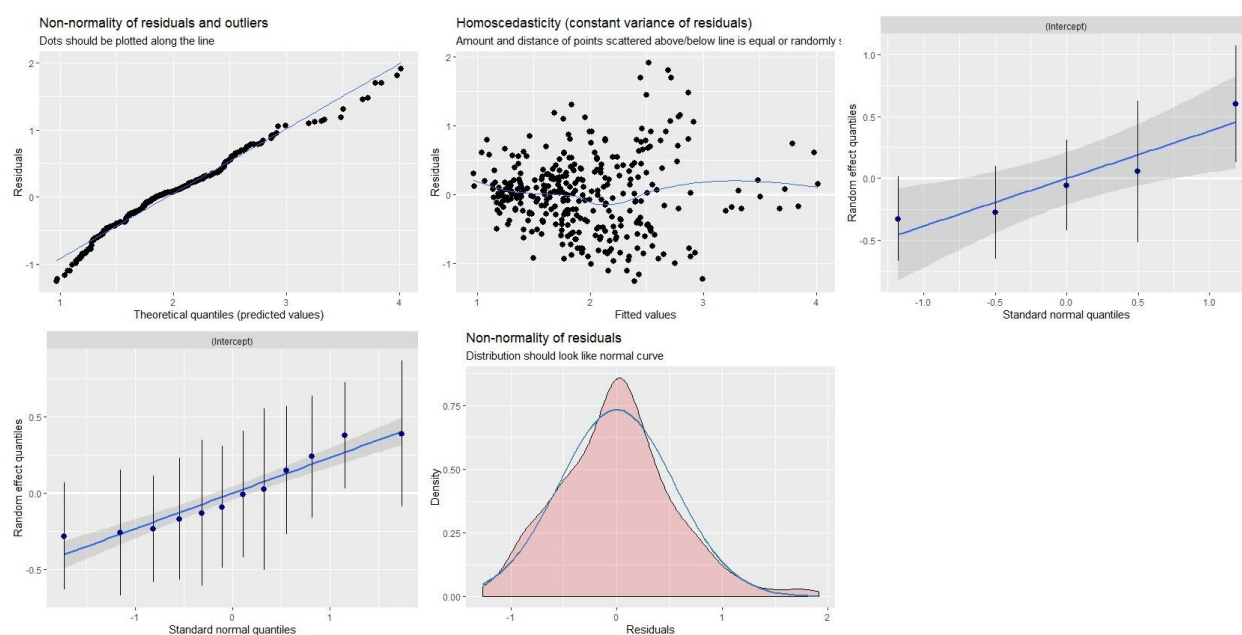 Non-normality of residuals and outliers
Dots should be plotted along the line
2
1
0
-1
Residuals
1
2
3
4
Theoretical quantiles (predicted values)
Homoscedasticity (constant variance of residuals)
Amount and distance of points scattered above/below line is equal or randomly s
2
1
0
-1
Residuals
1
2
3
4
Fitted values
(Intercept)
1.0
0.5
0.0
-0.5
Random effect quantiles
-1.0
-0.5
0.0
0.5
1.0
Standard normal quantiles
(Intercept)
0.5
0.0
-0.5
Random effect quantiles
-1
0
1
Standard normal quantiles
Non-normality of residuals
Distribution should look like normal curve
0.75
0.50
0.25
0.00
Density
-1
0
1
2
Residuals